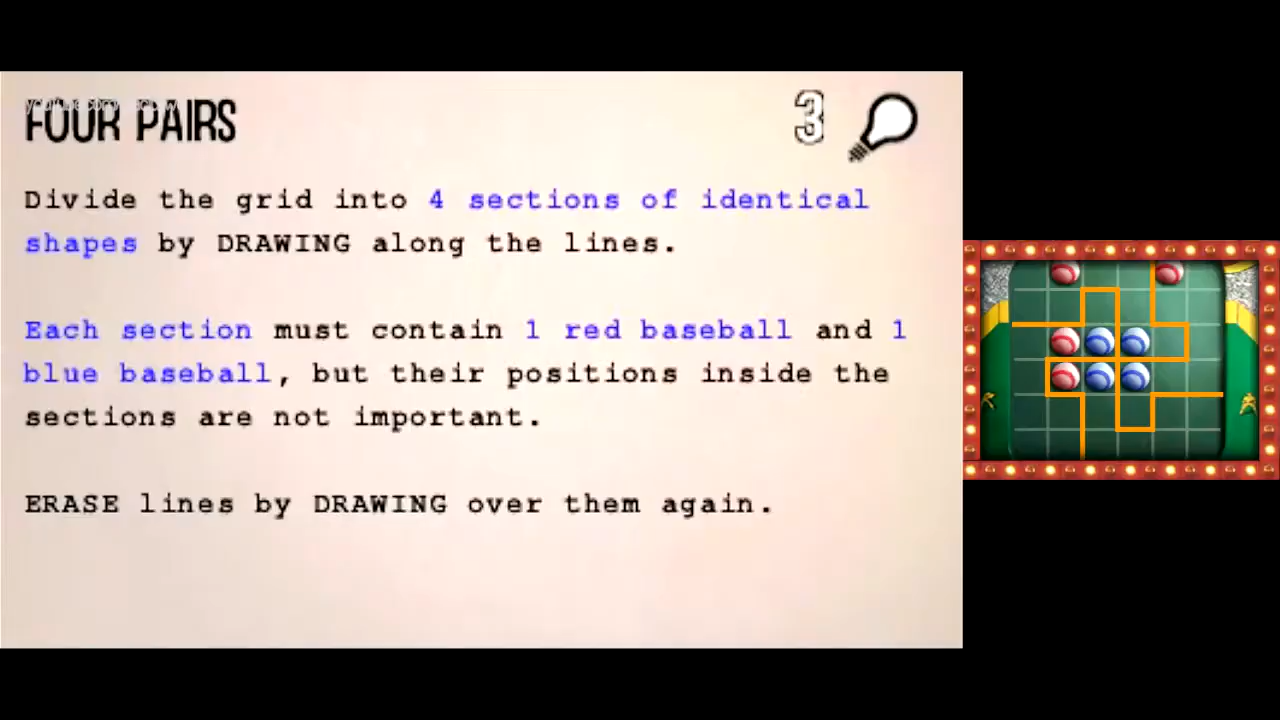 FOUR PAIRS
3
Divide the grid into 4 sections of identical
shapes by DRAWING along the lines.
Each section must contain 1 red baseball and 1
blue baseball, but their positions inside the
sections are not important.
ERASE lines by DRAWING over them again.